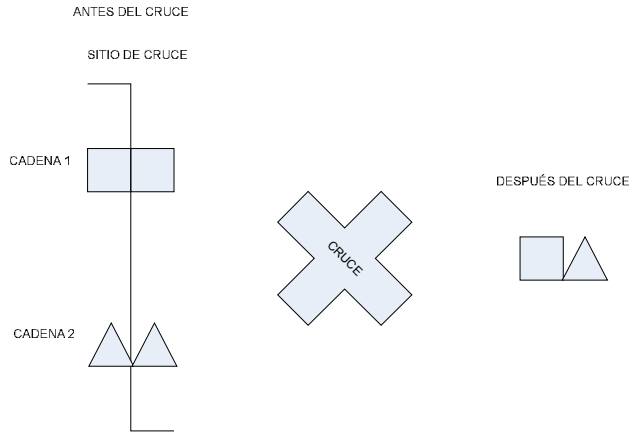 ANTES DEL CRUCE
SITIO DE CRUCE
CADENA 1
DESPUÉS DEL CRUCE
CRUCE
CADENA 2